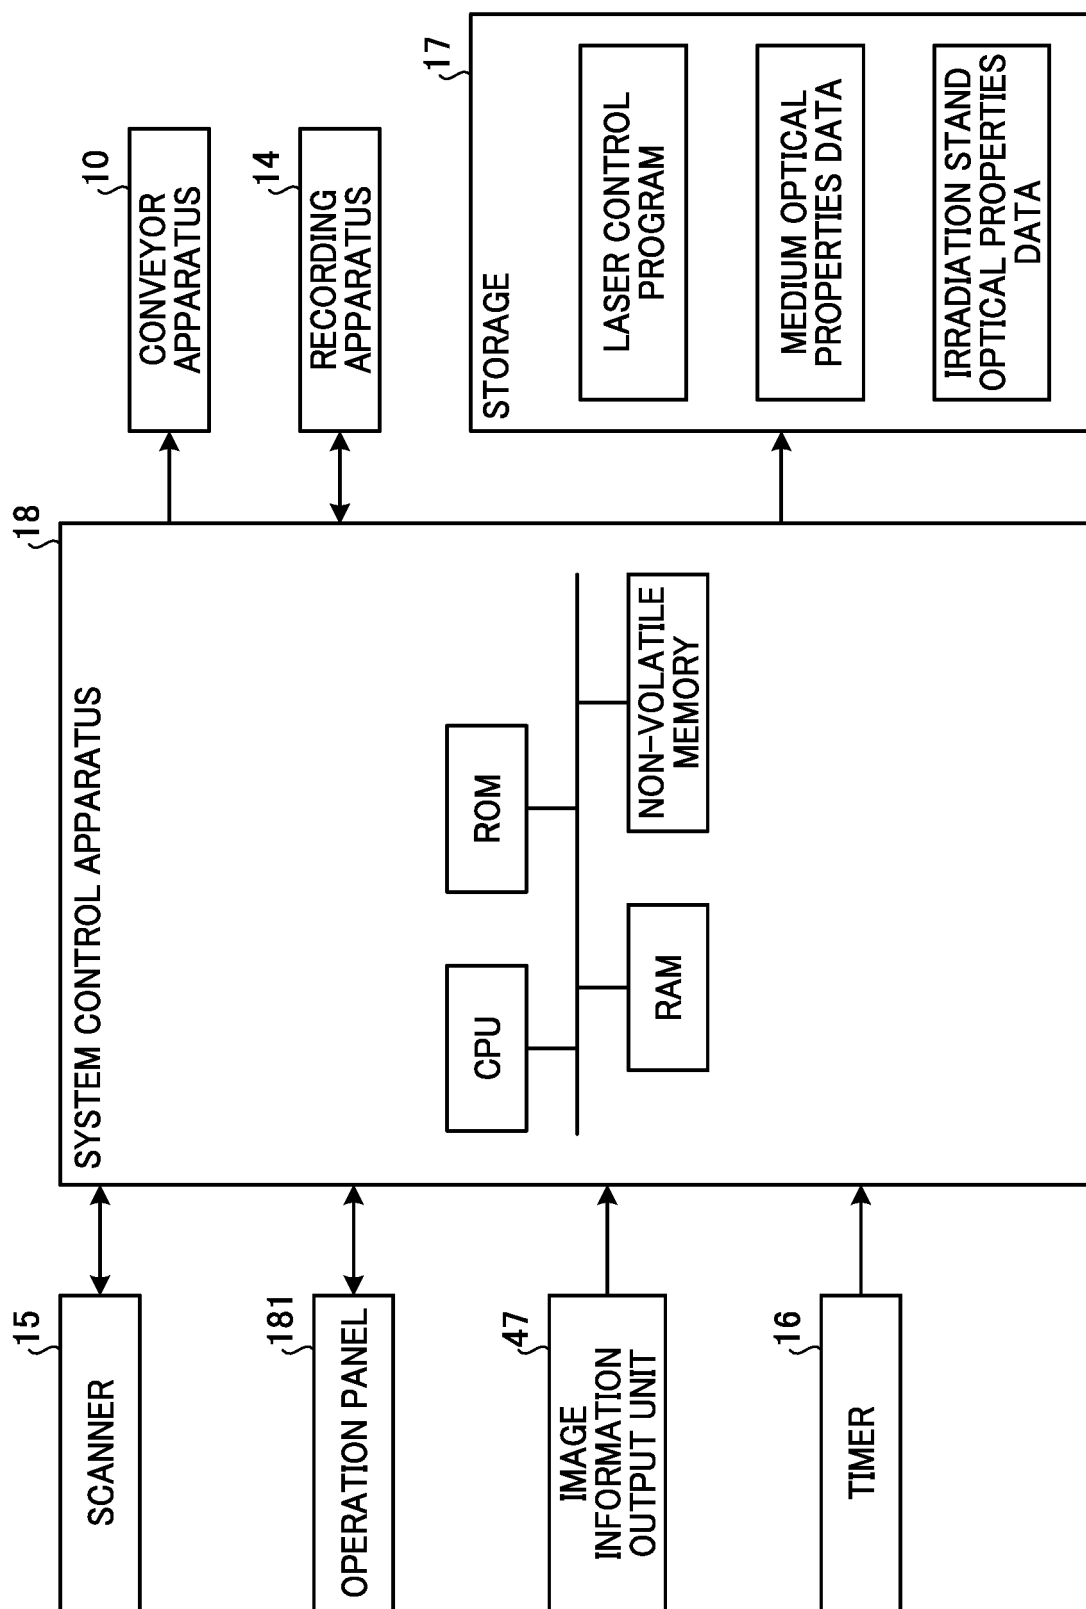 15
SCANNER
181
OPERATION PANEL
47
IMAGE
INFORMATION
OUTPUT UNIT
16
TIMER
18
SYSTEM CONTROL APPARATUS
CPU
ROM
RAM
NON-VOLATILE
MEMORY
10
CONVEYOR
APPARATUS
14
RECORDING
APPARATUS
17
STORAGE
LASER CONTROL
PROGRAM
MEDIUM OPTICAL
PROPERTIES DATA
IRRADIATION STAND
OPTICAL PROPERTIES
DATA